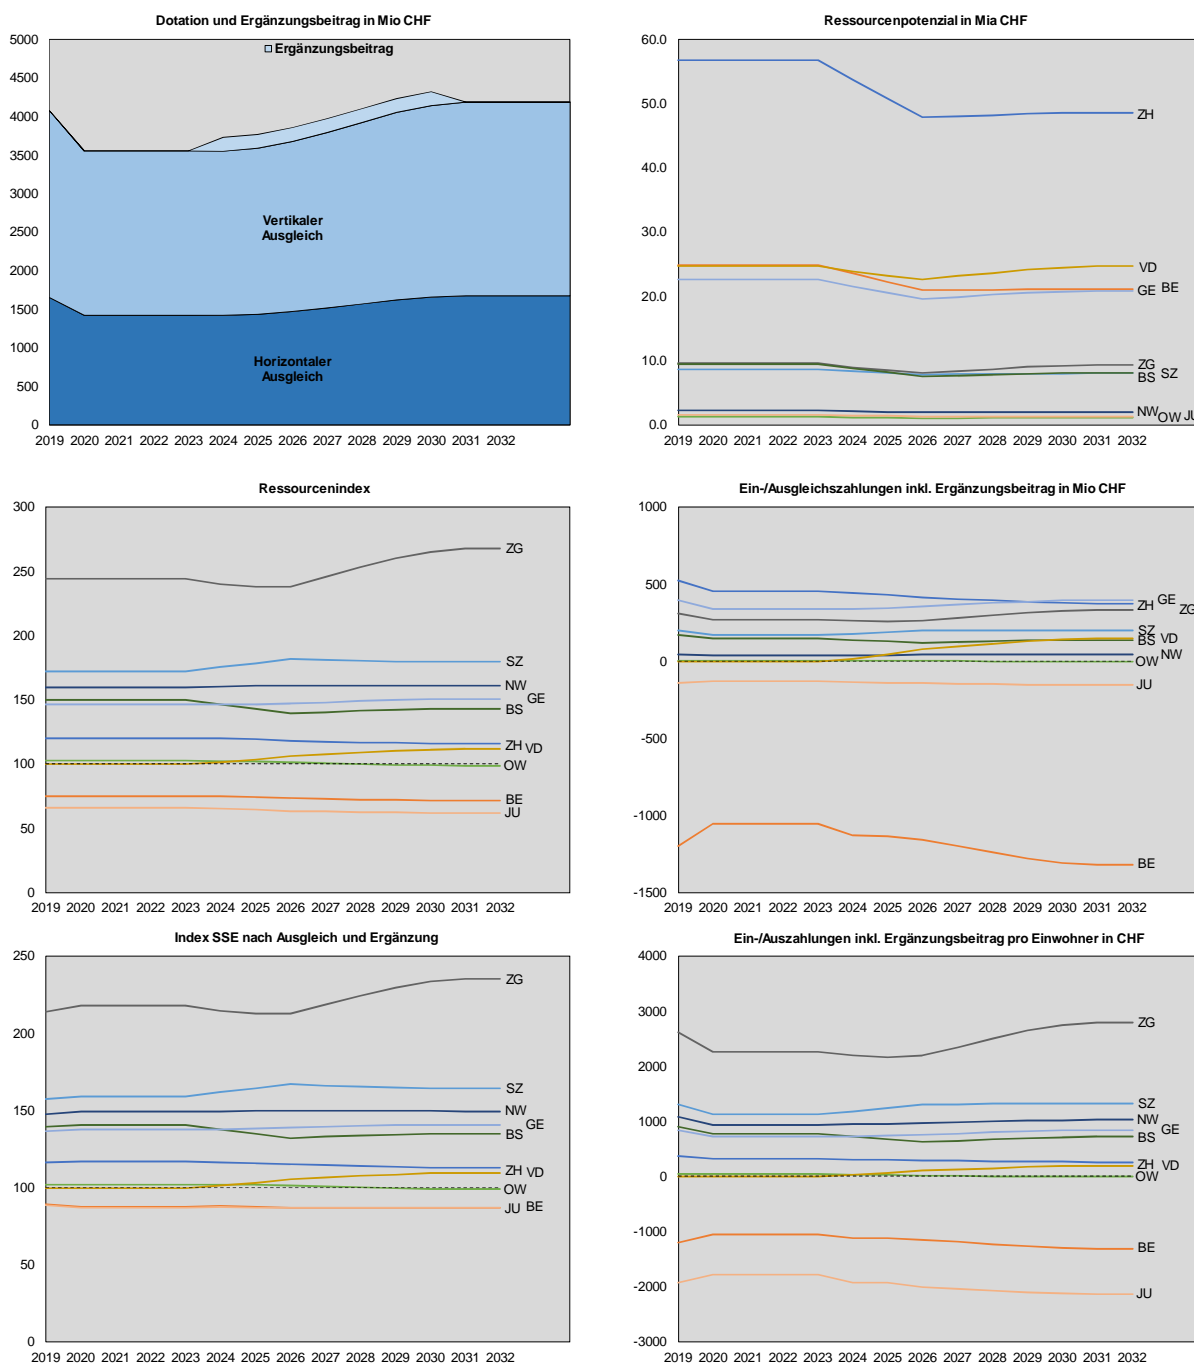 Dotation und Ergänzungsbeitrag in Mio CHF
5000
4500
4000
3500
3000
2500
2000
1500
1000
500
0
Ergänzungsbeitrag
Vertikaler
Ausgleich
Horizontaler
Ausgleich
2019 2020 2021 2022 2023 2024 2025 2026 2027 2028 2029 2030 2031 2032
Ressourcenpotenzial in Mia CHF
60.0
50.0
40.0
30.0
20.0
10.0
0.0
ZH
VD
GE BE
ZG
BS SZ
NW OW JU
2019 2020 2021 2022 2023 2024 2025 2026 2027 2028 2029 2030 2031 2032
Ressourcenindex
300
250
200
150
100
50
0
ZG
SZ
NW
GE
BS
ZH VD
OW
BE
JU
2019 2020 2021 2022 2023 2024 2025 2026 2027 2028 2029 2030 2031 2032
Ein-/Ausgleichszahlungen inkl. Ergänzungsbeitrag in Mio CHF
1000
500
0
-500
-1000
-1500
GE
ZH ZG
SZ
BS VD
OW NW
JU
BE
2019 2020 2021 2022 2023 2024 2025 2026 2027 2028 2029 2030 2031 2032
Index SSE nach Ausgleich und Ergänzung
250
200
150
100
50
0
ZG
SZ
NW
GE
BS
ZH VD
OW
JU BE
2019 2020 2021 2022 2023 2024 2025 2026 2027 2028 2029 2030 2031 2032
Ein-/Auszahlungen inkl. Ergänzungsbeitrag pro Einwohner in CHF
4000
3000
2000
1000
0
-1000
-2000
-3000
ZG
SZ
NW
GE
BS
ZH VD
OW
BE
JU
2019 2020 2021 2022 2023 2024 2025 2026 2027 2028 2029 2030 2031 2032